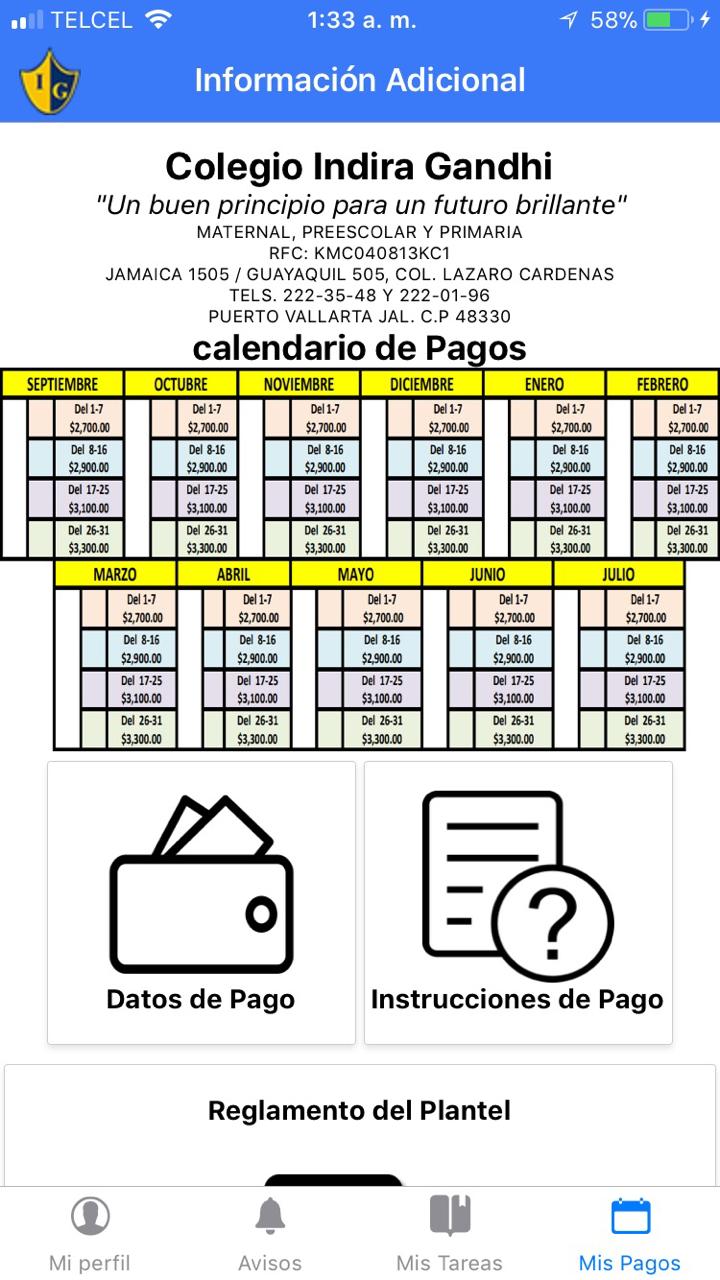 TELCEL 1:33 a. m. 58%
I G
Información Adicional
Colegio Indira Gandhi
"Un buen principio para un futuro brillante"
MATERNAL, PREESCOLAR Y PRIMARIA
RFC: KMC040813KC1
JAMAICA 1505 / GUAYAQUIL 505, COL. LAZARO CARDENAS
TELS. 222-35-48 Y 222-01-96
PUERTO VALLARTA JAL. C.P 48330
calendario de Pagos
SEPTIEMBRE OCTUBRE NOVIEMBRE DICIEMBRE ENERO FEBRERO
Del 1-7 Del 1-7 Del 1-7 Del 1-7 Del 1-7 Del 1-7
$2,700.00 $2,700.00 $2,700.00 $2,700.00 $2,700.00 $2,700.00
Del 8-16 Del 8-16 Del 8-16 Del 8-16 Del 8-16 Del 8-16
$2,900.00 $2,900.00 $2,900.00 $2,900.00 $2,900.00 $2,900.00
Del 17-25 Del 17-25 Del 17-25 Del 17-25 Del 17-25 Del 17-25
$3,100.00 $3,100.00 $3,100.00 $3,100.00 $3,100.00 $3,100.00
Del 26-31 Del 26-31 Del 26-31 Del 26-31 Del 26-31 Del 26-31
$3,300.00 $3,300.00 $3,300.00 $3,300.00 $3,300.00 $3,300.00
MARZO ABRIL MAYO JUNIO JULIO
Del 1-7 Del 1-7 Del 1-7 Del 1-7 Del 1-7
$2,700.00 $2,700.00 $2,700.00 $2,700.00 $2,700.00
Del 8-16 Del 8-16 Del 8-16 Del 8-16 Del 8-16
$2,900.00 $2,900.00 $2,900.00 $2,900.00 $2,900.00
Del 17-25 Del 17-25 Del 17-25 Del 17-25 Del 17-25
$3,100.00 $3,100.00 $3,100.00 $3,100.00 $3,100.00
Del 26-31 Del 26-31 Del 26-31 Del 26-31 Del 26-31
$3,300.00 $3,300.00 $3,300.00 $3,300.00 $3,300.00
?
Datos de Pago Instrucciones de Pago
Reglamento del Plantel
Mi perfil Avisos Mis Tareas Mis Pagos